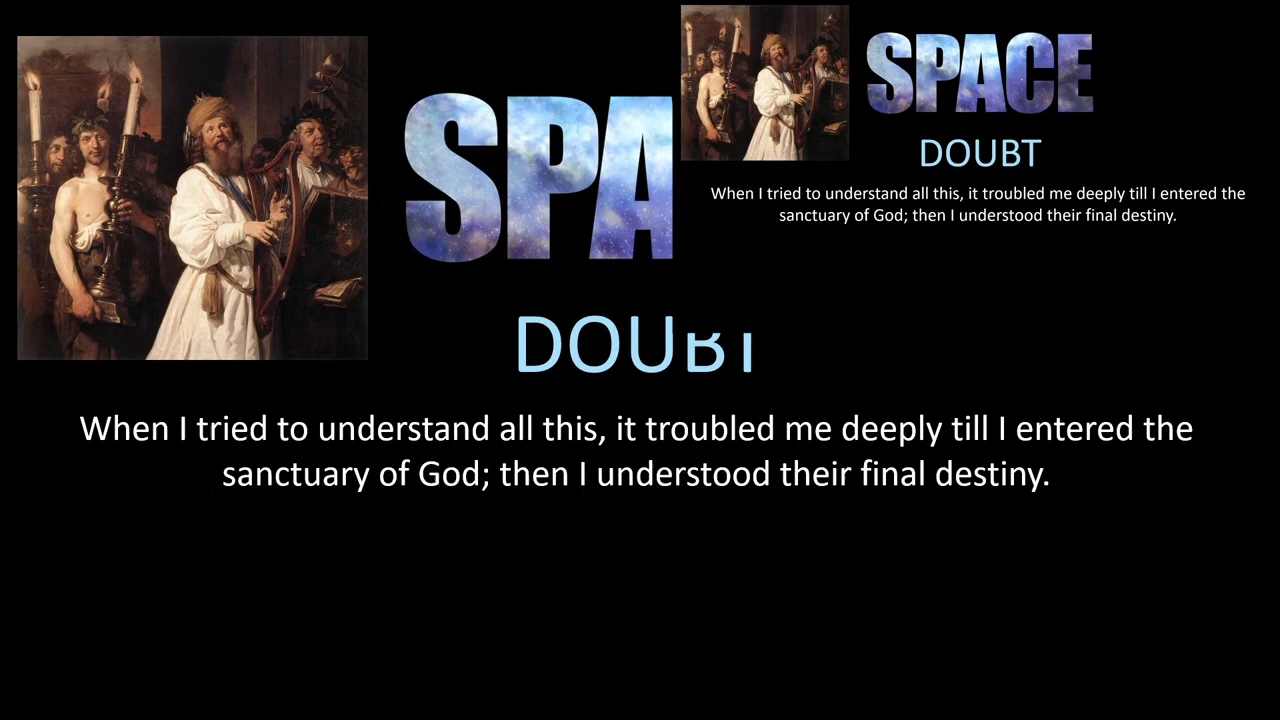 SPA
DOUBT
When I tried to understand all this, it troubled me deeply till I entered the
sanctuary of God; then I understood their final destiny.
SPACE
DOUBT
When I tried to understand all this, it troubled me deeply till I entered the
sanctuary of God; then I understood their final destiny.